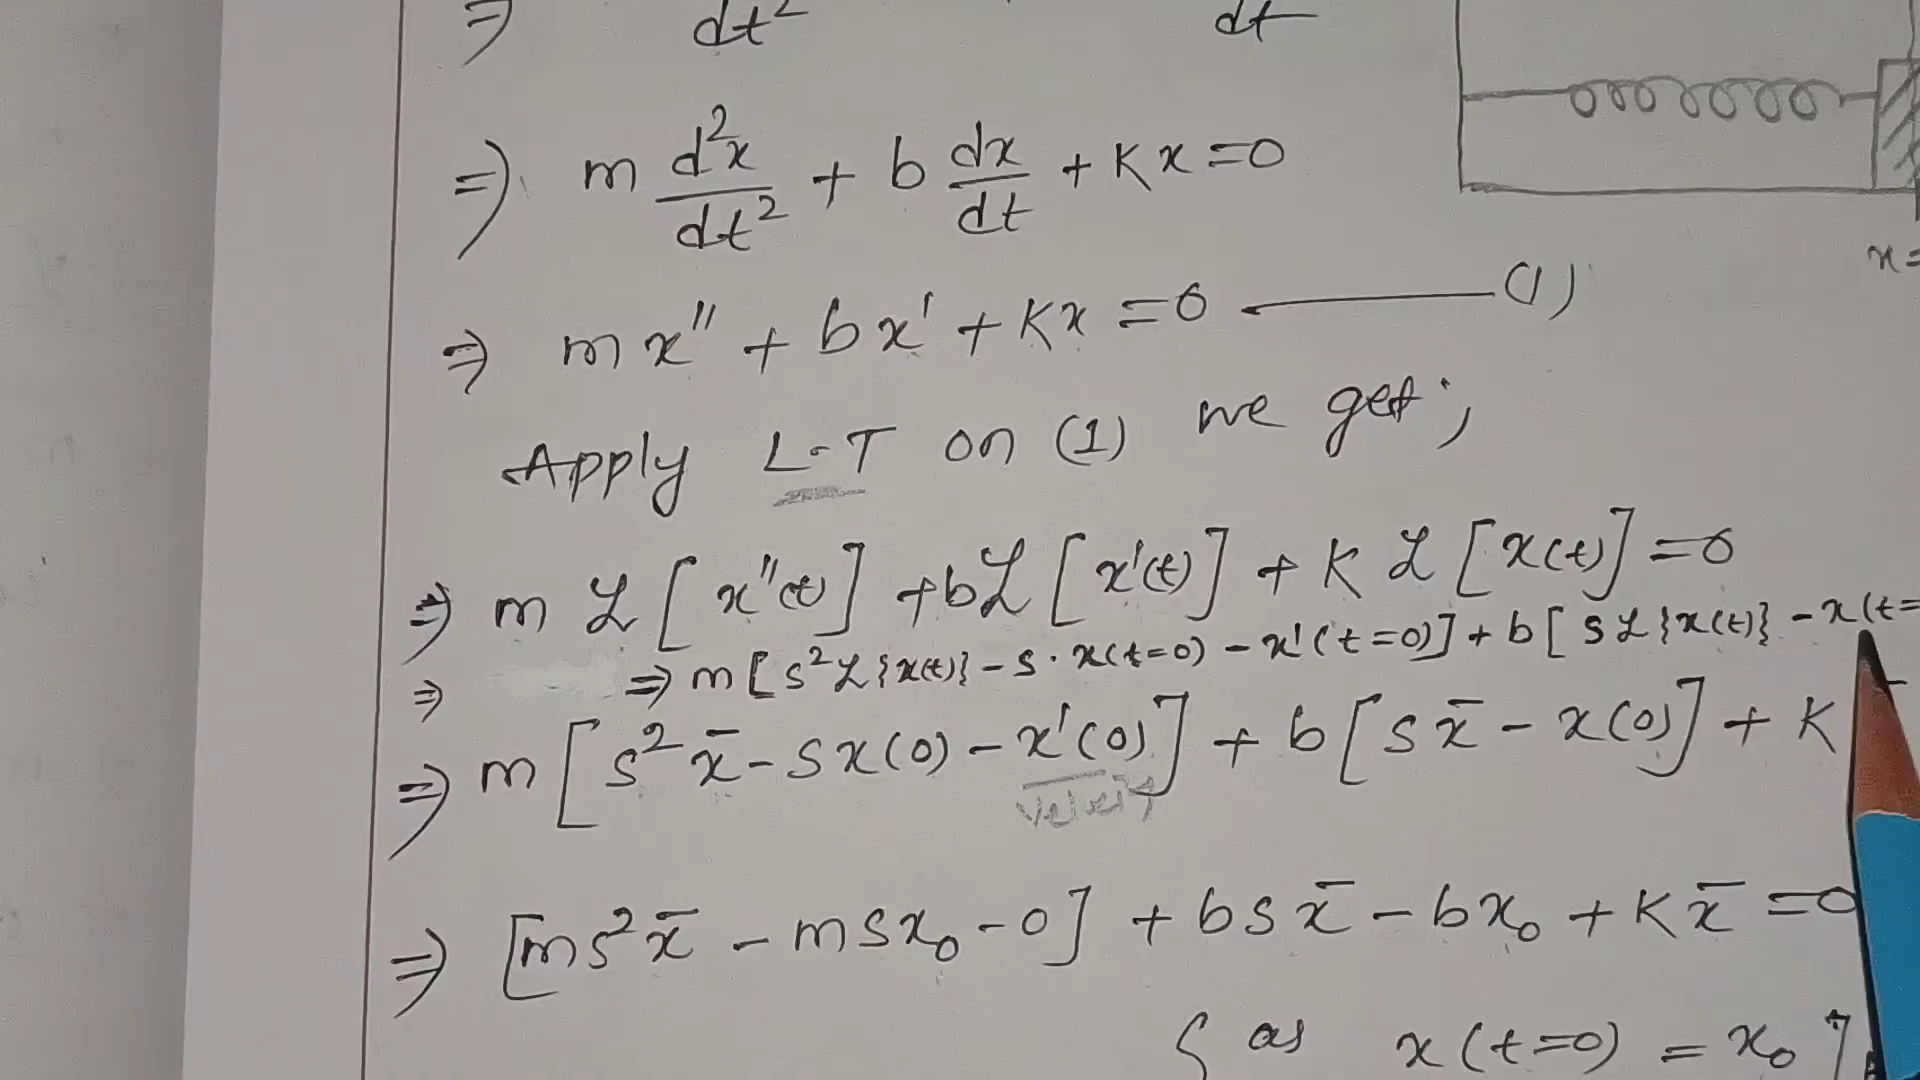 ⇒ dt² dt
⇒ m d²x/dt² + b dx/dt + Kx = 0
x =
⇒ m x'' + b x' + Kx = 0 ——— (1)
Apply L-T on (1) we get;
⇒ m ℒ[x''(t)] + bℒ[x'(t)] + K ℒ[x(t)] = 0
⇒ ⇒ m[s²ℒ{x(t)} - s·x(t=0) - x'(t=0)] + b[sℒ{x(t)} - x(t=
⇒ m[s²x̄ - sx(0) - x'(0)] + b[sx̄ - x(0)] + K
⇒ [ms²x̄ - msx₀ - 0] + bsx̄ - bx₀ + Kx̄ = 0
{ as x(t=0) = x₀